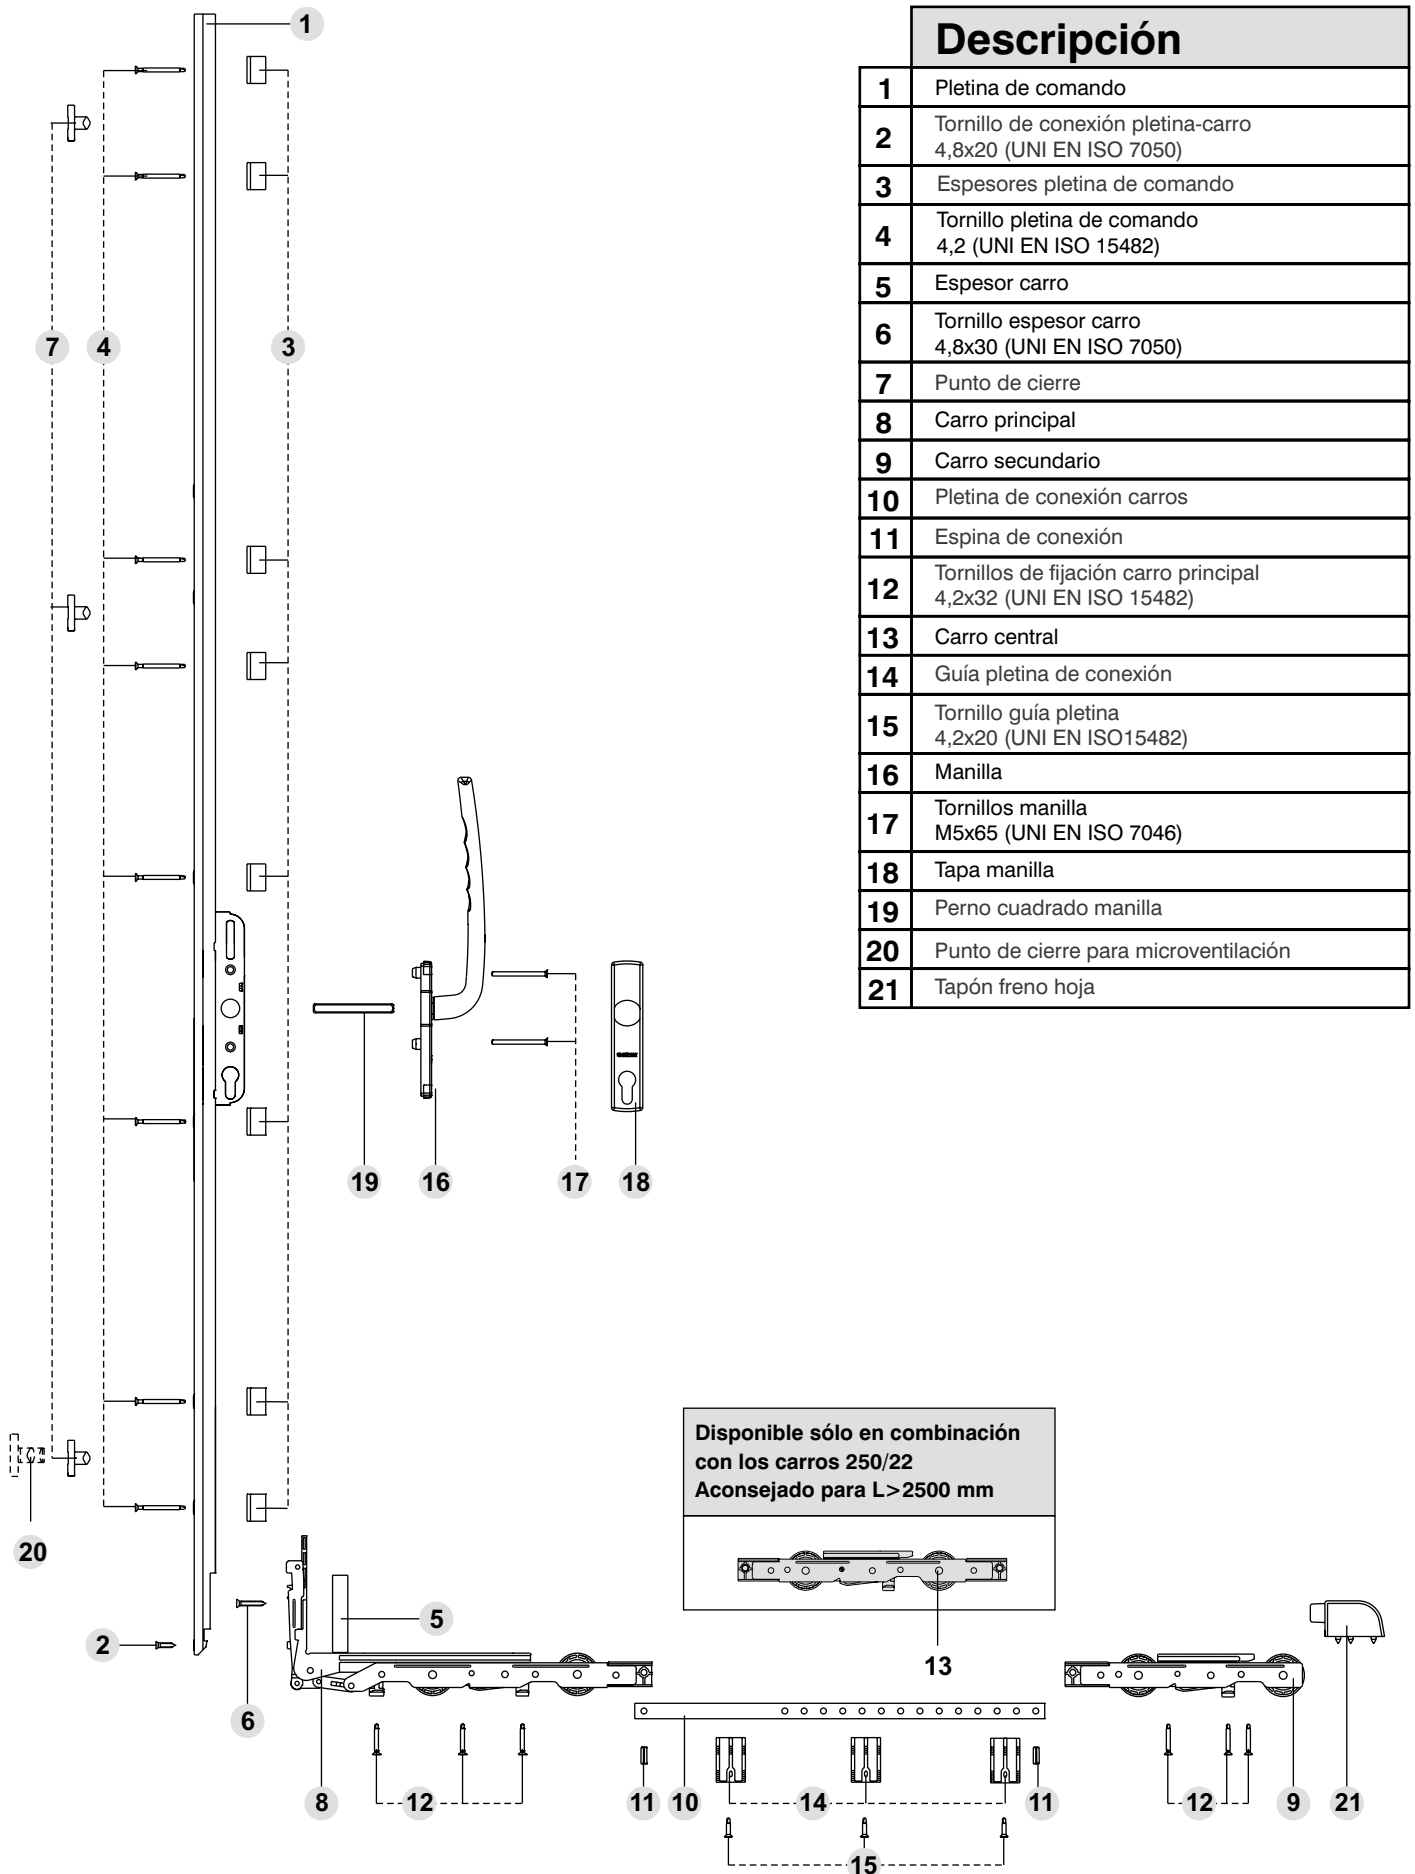 Descripción
1 Pletina de comando
2 Tornillo de conexión pletina-carro
4,8x20 (UNI EN ISO 7050)
3 Espesores pletina de comando
4 Tornillo pletina de comando
4,2 (UNI EN ISO 15482)
5 Espesor carro
6 Tornillo espesor carro
4,8x30 (UNI EN ISO 7050)
7 Punto de cierre
8 Carro principal
9 Carro secundario
10 Pletina de conexión carros
11 Espina de conexión
12 Tornillos de fijación carro principal
4,2x32 (UNI EN ISO 15482)
13 Carro central
14 Guía pletina de conexión
15 Tornillo guía pletina
4,2x20 (UNI EN ISO15482)
16 Manilla
17 Tornillos manilla
M5x65 (UNI EN ISO 7046)
18 Tapa manilla
19 Perno cuadrado manilla
20 Punto de cierre para microventilación
21 Tapón freno hoja
1
7 4 3
19 16 17 18
Disponible sólo en combinación
con los carros 250/22
Aconsejado para L>2500 mm
20
5
2
13
6
8 12 11 10 14 11 12 9 21
15